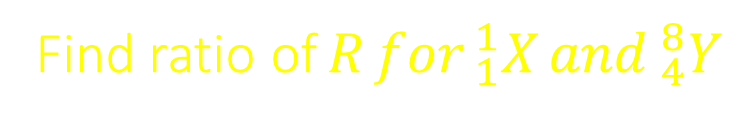 Find ratio of R for ¹₁X and ⁸₄Y